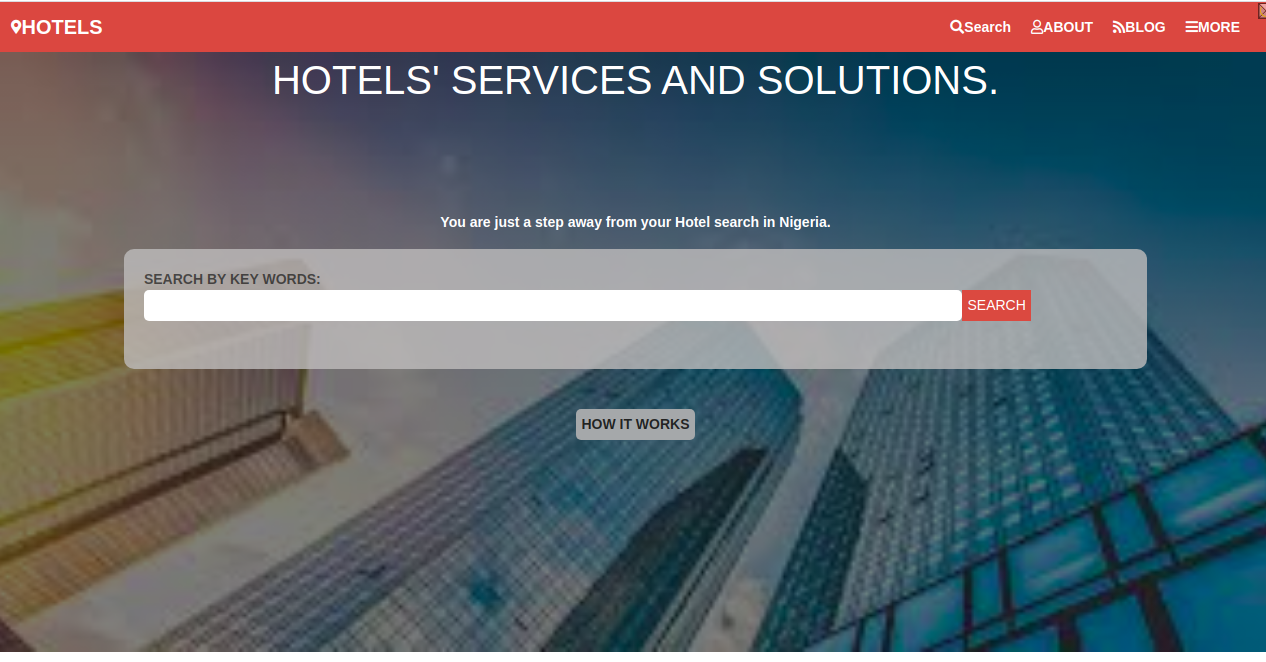 HOTELS
Search ABOUT BLOG MORE
HOTELS' SERVICES AND SOLUTIONS.
You are just a step away from your Hotel search in Nigeria.
SEARCH BY KEY WORDS:
SEARCH
HOW IT WORKS